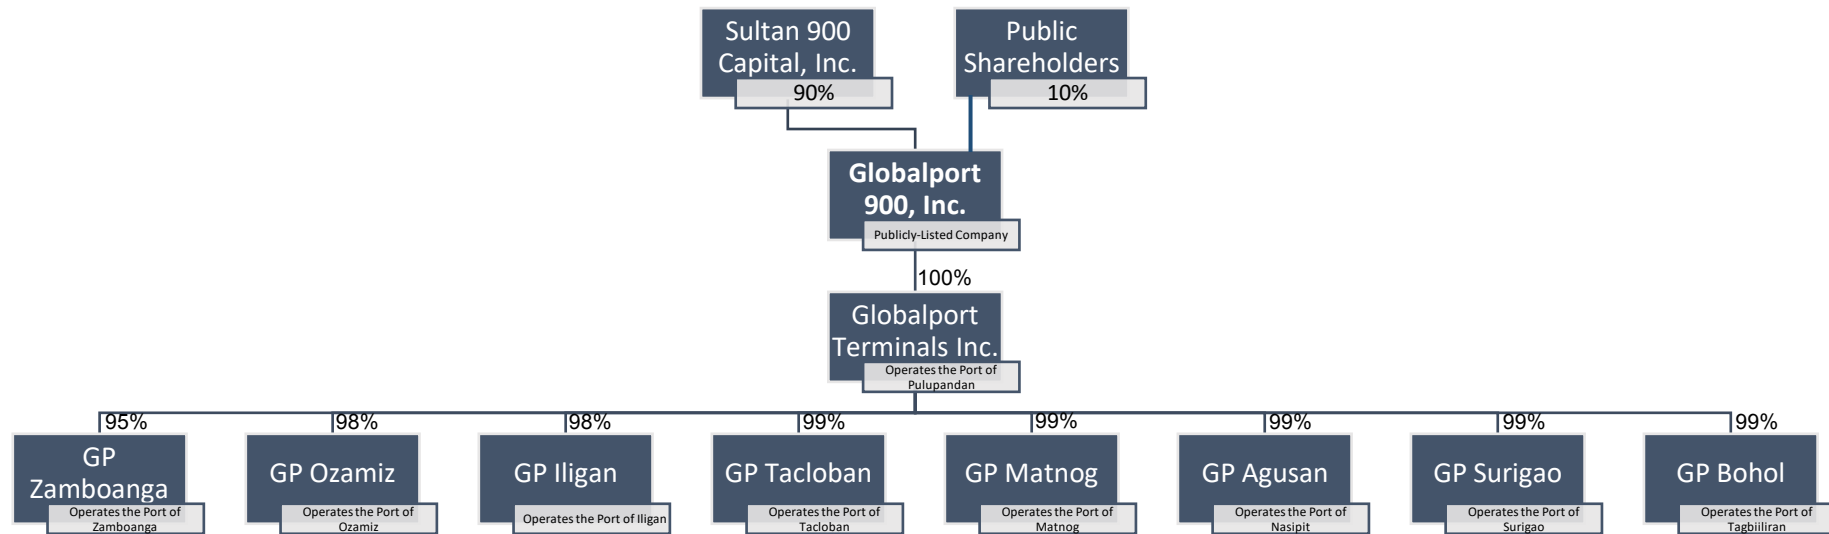 Sultan 900
Capital, Inc.
90%
Public
Shareholders
10%
Globalport
900, Inc.
Publicly-Listed Company
100%
Globalport
Terminals Inc.
Operates the Port of
Pulupandan
95%
GP
Zamboanga
Operates the Port of
Zamboanga
98%
GP Ozamiz
Operates the Port of
Ozamiz
98%
GP Iligan
Operates the Port of Iligan
99%
GP Tacloban
Operates the Port of
Tacloban
99%
GP Matnog
Operates the Port of
Matnog
99%
GP Agusan
Operates the Port of
Nasipit
99%
GP Surigao
Operates the Port of
Surigao
99%
GP Bohol
Operates the Port of
Tagbiiliran